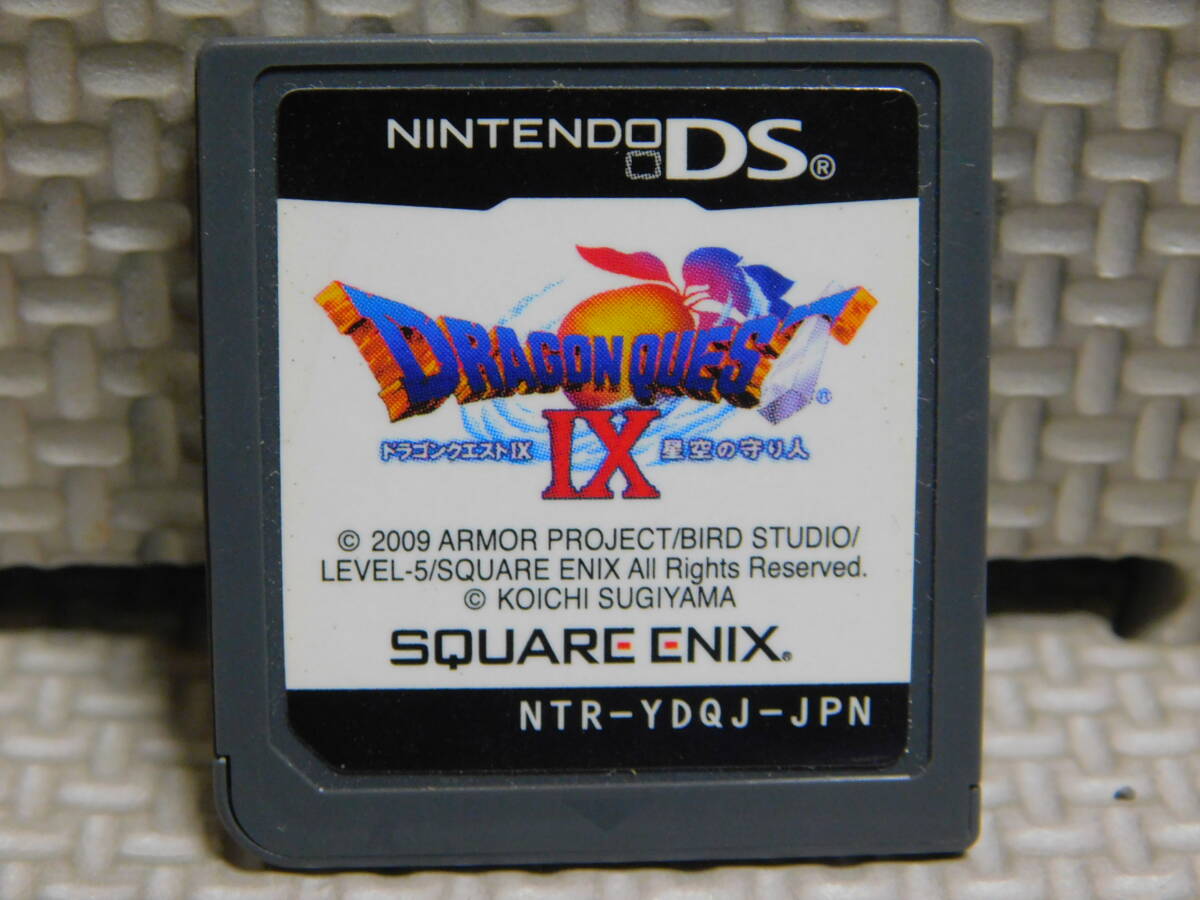 NINTENDO DS®
DRAGON QUEST ®
ドラゴンクエストIX IX 星空の守り人
© 2009 ARMOR PROJECT/BIRD STUDIO/
LEVEL-5/SQUARE ENIX All Rights Reserved.
© KOICHI SUGIYAMA
SQUARE ENIX®
NTR-YDQJ-JPN